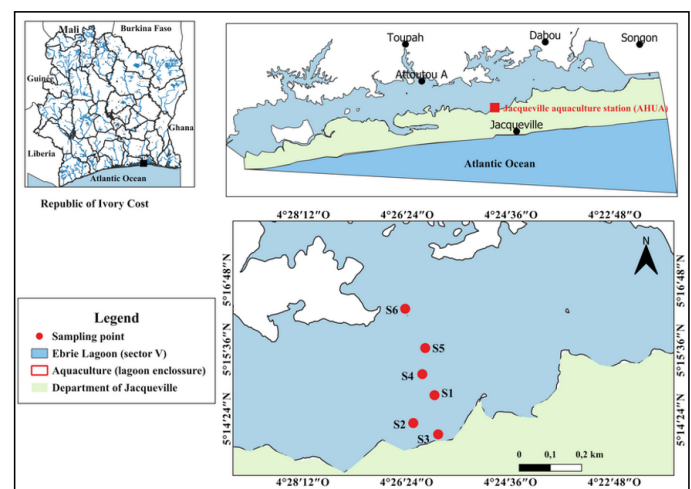 Mali
Burkina Faso
Guinee
Ghana
Liberia
Atlantic Ocean
Republic of Ivory Cost
Toupah
Dabou
Songon
Attoutou A
Jacqueville aquaculture station (AHUA)
Jacqueville
Atlantic Ocean
4°28'12"O 4°26'24"O 4°24'36"O 4°22'48"O
N
5°16'48"N
5°15'36"N
5°14'24"N
S6
S5
S4
S1
S2
S3
5°16'48"N
5°15'36"N
5°14'24"N
0 0,1 0,2 km
4°28'12"O 4°26'24"O 4°24'36"O 4°22'48"O
Legend
Sampling point
Ebrie Lagoon (sector V)
Aquaculture (lagoon enclossure)
Department of Jacqueville